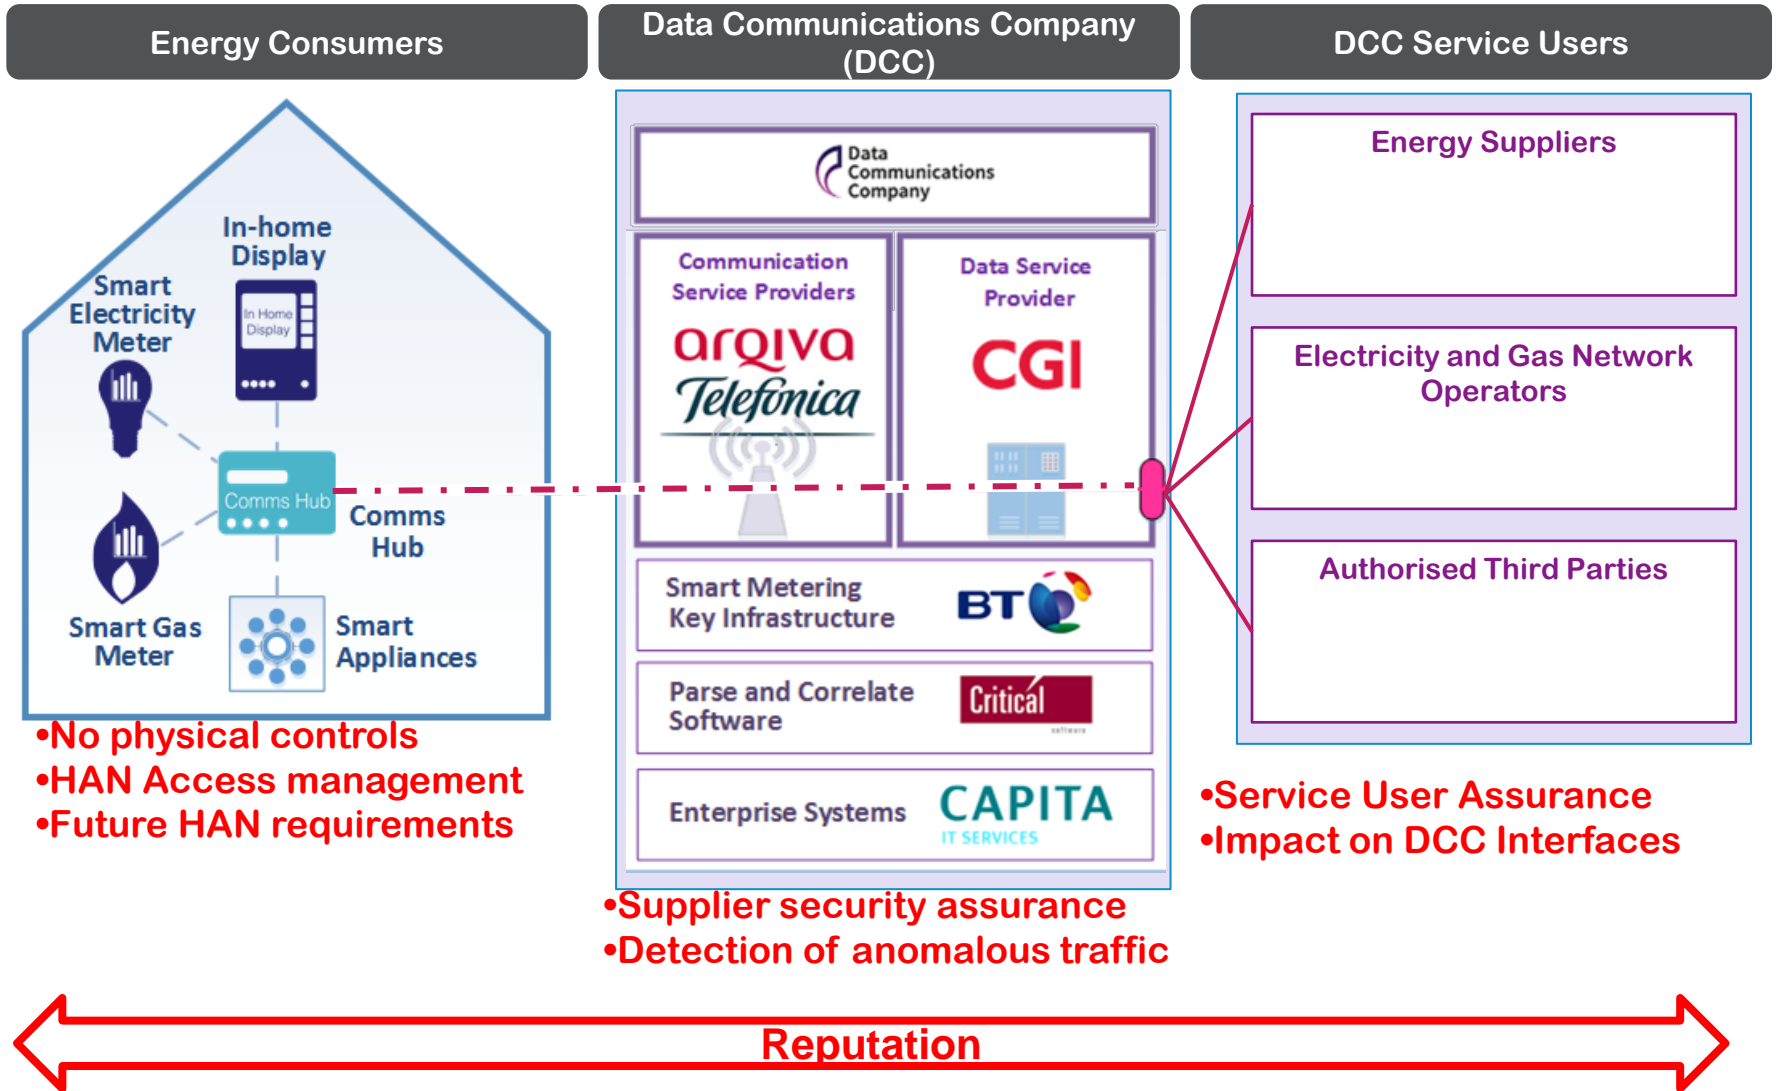 Energy Consumers
Data Communications Company
(DCC)
DCC Service Users
In-home
Display
Smart
Electricity
Meter
In Home
Display
Comms Hub
Comms
Hub
Smart Gas
Meter
Smart
Appliances
•No physical controls
•HAN Access management
•Future HAN requirements
Data
Communications
Company
Communication
Service Providers
arqiva
Telefónica
Data Service
Provider
CGI
Smart Metering
Key Infrastructure
BT
Parse and Correlate
Software
Critical
software
Enterprise Systems
CAPITA
IT SERVICES
•Supplier security assurance
•Detection of anomalous traffic
Energy Suppliers
Electricity and Gas Network
Operators
Authorised Third Parties
•Service User Assurance
•Impact on DCC Interfaces
Reputation